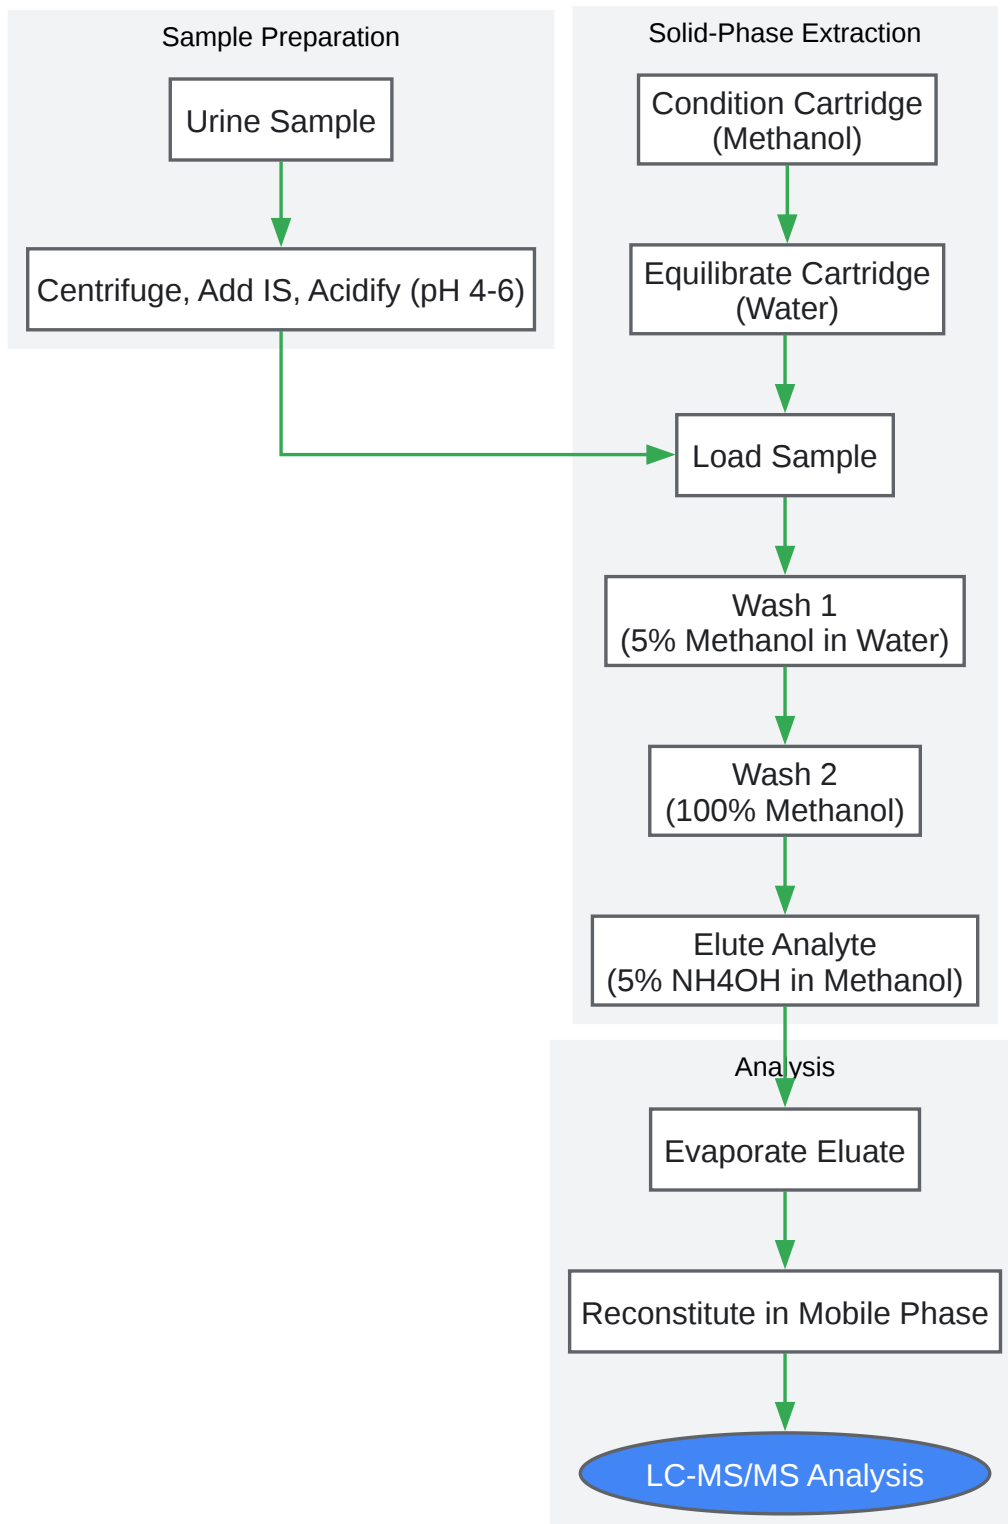 Sample Preparation
Urine Sample
Centrifuge, Add IS, Acidify (pH 4-6)
Solid-Phase Extraction
Condition Cartridge
(Methanol)
Equilibrate Cartridge
(Water)
Load Sample
Wash 1
(5% Methanol in Water)
Wash 2
(100% Methanol)
Elute Analyte
(5% NH4OH in Methanol)
Analysis
Evaporate Eluate
Reconstitute in Mobile Phase
LC-MS/MS Analysis